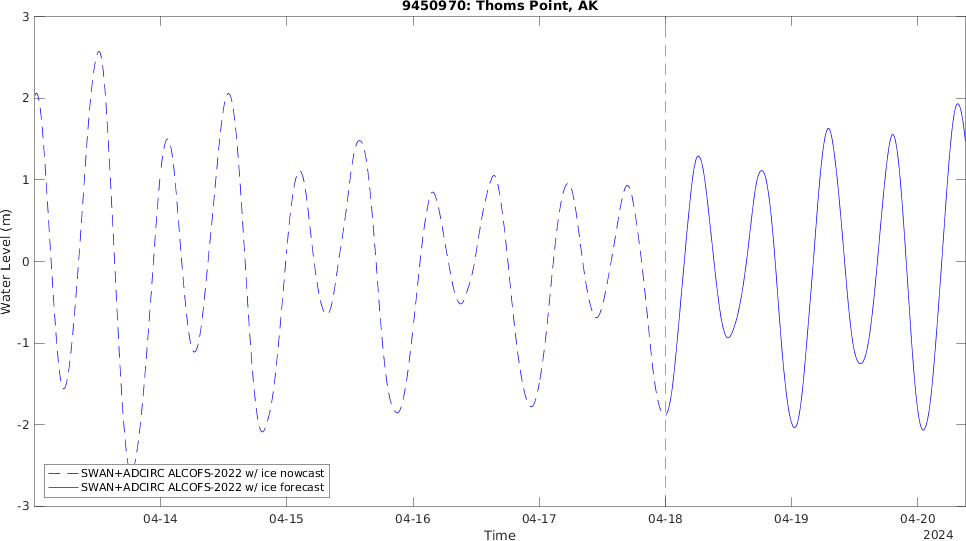 9450970: Thoms Point, AK
3
2
1
0
-1
-2
-3
Water Level (m)
SWAN+ADCIRC ALCOFS-2022 w/ ice nowcast
SWAN+ADCIRC ALCOFS-2022 w/ ice forecast
04-14 04-15 04-16 04-17 04-18 04-19 04-20
Time
2024